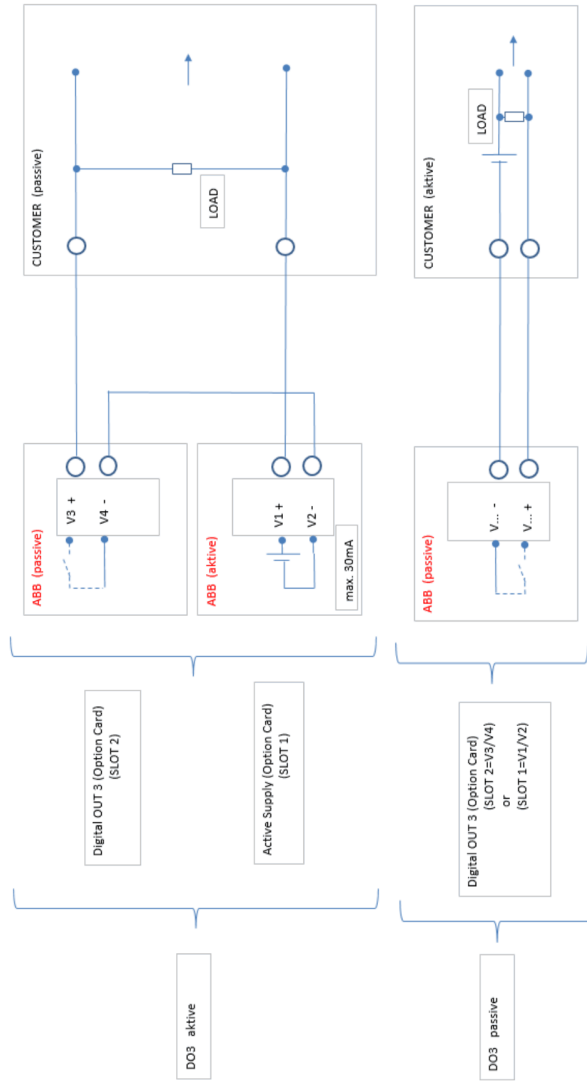 DO3 aktive
Digital OUT 3 (Option Card)
(SLOT 2)
Active Supply (Option Card)
(SLOT 1)
ABB (passive)
V3 +
V4 -
ABB (aktive)
V1 +
V2 -
max. 30mA
CUSTOMER (passive)
LOAD
DO3 passive
Digital OUT 3 (Option Card)
(SLOT 2=V3/V4)
or
(SLOT 1=V1/V2)
ABB (passive)
V... -
V... +
CUSTOMER (aktive)
LOAD